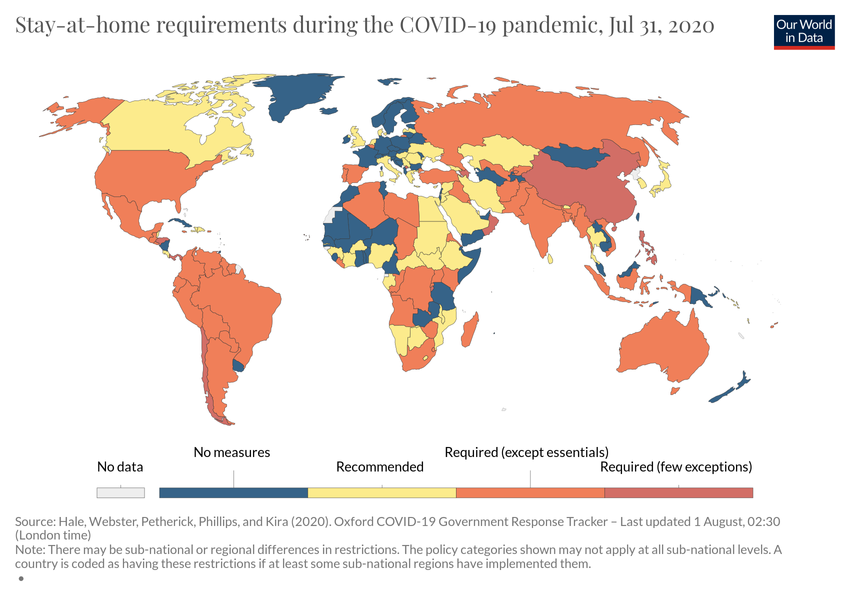 Stay-at-home requirements during the COVID-19 pandemic, Jul 31, 2020
Our World
in Data
No data
No measures
Recommended
Required (except essentials)
Required (few exceptions)
Source: Hale, Webster, Petherick, Phillips, and Kira (2020). Oxford COVID-19 Government Response Tracker – Last updated 1 August, 02:30
(London time)
Note: There may be sub-national or regional differences in restrictions. The policy categories shown may not apply at all sub-national levels. A
country is coded as having these restrictions if at least some sub-national regions have implemented them.